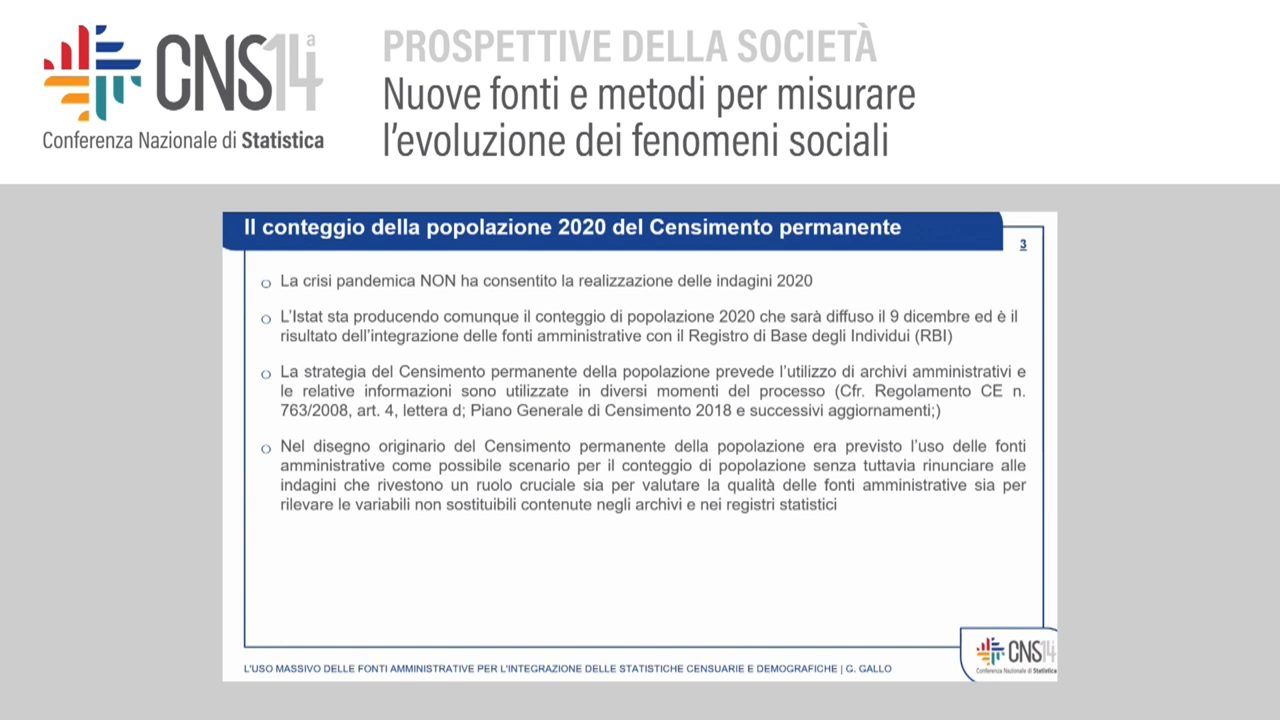 CNS14ª
Conferenza Nazionale di Statistica
PROSPETTIVE DELLA SOCIETÀ
Nuove fonti e metodi per misurare
l'evoluzione dei fenomeni sociali
Il conteggio della popolazione 2020 del Censimento permanente
3
o La crisi pandemica NON ha consentito la realizzazione delle indagini 2020
o L'Istat sta producendo comunque il conteggio di popolazione 2020 che sarà diffuso il 9 dicembre ed è il
risultato dell'integrazione delle fonti amministrative con il Registro di Base degli Individui (RBI)
o La strategia del Censimento permanente della popolazione prevede l'utilizzo di archivi amministrativi e
le relative informazioni sono utilizzate in diversi momenti del processo (Cfr. Regolamento CE n.
763/2008, art. 4, lettera d; Piano Generale di Censimento 2018 e successivi aggiornamenti;)
o Nel disegno originario del Censimento permanente della popolazione era previsto l'uso delle fonti
amministrative come possibile scenario per il conteggio di popolazione senza tuttavia rinunciare alle
indagini che rivestono un ruolo cruciale sia per valutare la qualità delle fonti amministrative sia per
rilevare le variabili non sostituibili contenute negli archivi e nei registri statistici
L'USO MASSIVO DELLE FONTI AMMINISTRATIVE PER L'INTEGRAZIONE DELLE STATISTICHE CENSUARIE E DEMOGRAFICHE | G. GALLO
CNS14
Conferenza Nazionale di Statistica